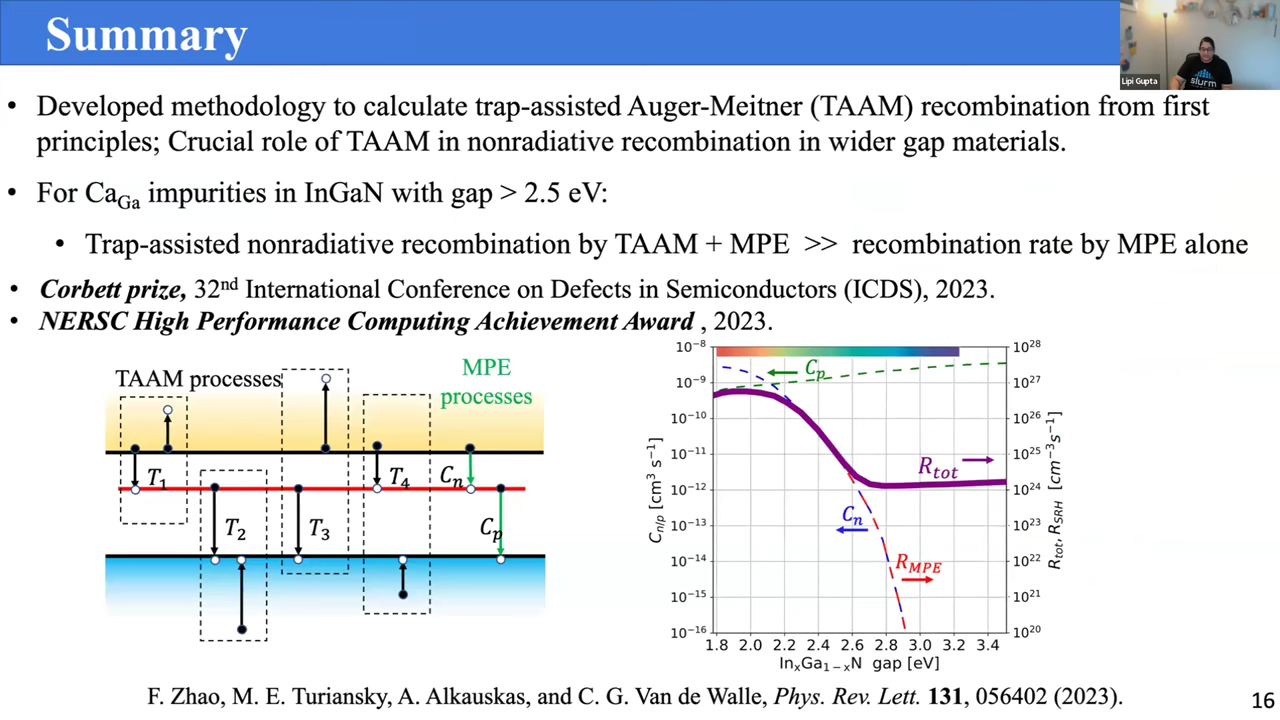 Summary
slurm
Lipi Gupta
• Developed methodology to calculate trap-assisted Auger-Meitner (TAAM) recombination from first
principles; Crucial role of TAAM in nonradiative recombination in wider gap materials.
• For Ca_Ga impurities in InGaN with gap > 2.5 eV:
• Trap-assisted nonradiative recombination by TAAM + MPE >> recombination rate by MPE alone
• Corbett prize, 32nd International Conference on Defects in Semiconductors (ICDS), 2023.
• NERSC High Performance Computing Achievement Award , 2023.
TAAM processes
MPE
processes
T₁
T₂
T₃
T₄
Cₙ
Cₚ
10⁻⁸
10⁻⁹
10⁻¹⁰
10⁻¹¹
10⁻¹²
10⁻¹³
10⁻¹⁴
10⁻¹⁵
10⁻¹⁶
C_n/p [cm³ s⁻¹]
Cₚ
R_tot
Cₙ
R_MPE
10²⁸
10²⁷
10²⁶
10²⁵
10²⁴
10²³
10²²
10²¹
10²⁰
R_tot, R_SRH [cm⁻³s⁻¹]
1.8 2.0 2.2 2.4 2.6 2.8 3.0 3.2 3.4
InₓGa₁₋ₓN gap [eV]
F. Zhao, M. E. Turiansky, A. Alkauskas, and C. G. Van de Walle, Phys. Rev. Lett. 131, 056402 (2023).
16